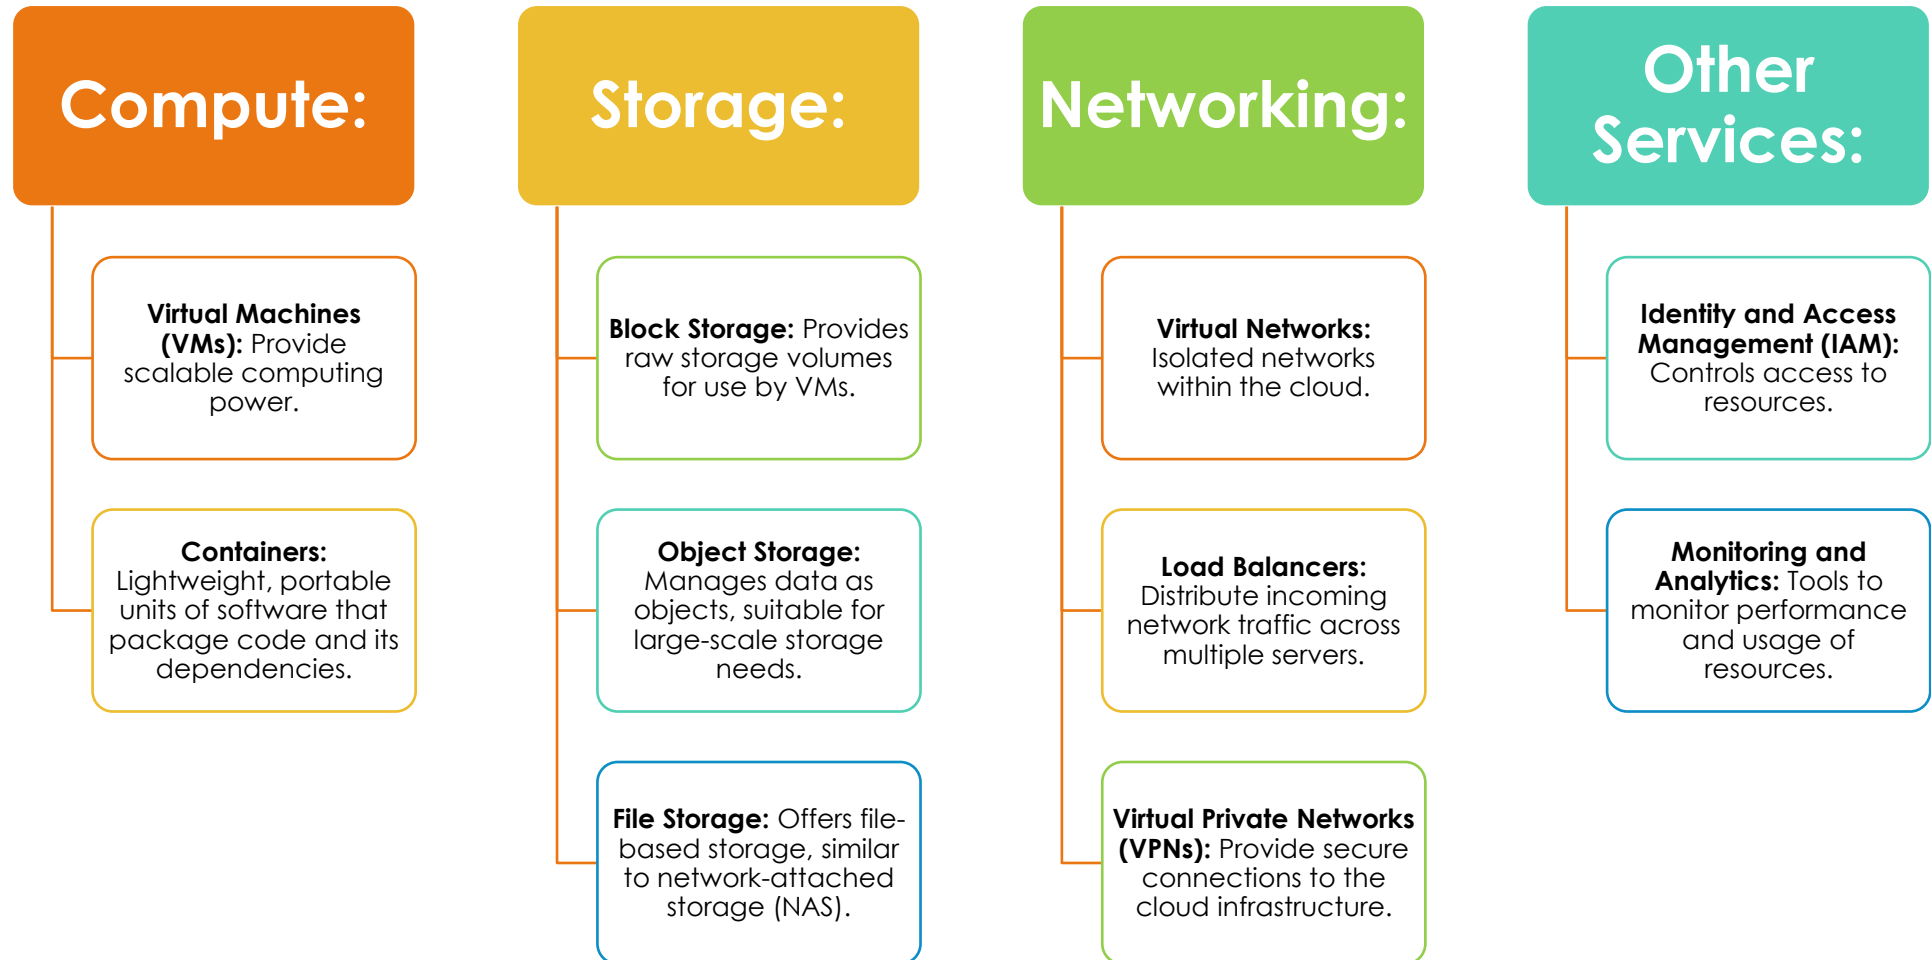 Compute:
Virtual Machines
(VMs): Provide
scalable computing
power.
Containers:
Lightweight, portable
units of software that
package code and its
dependencies.
Storage:
Block Storage: Provides
raw storage volumes
for use by VMs.
Object Storage:
Manages data as
objects, suitable for
large-scale storage
needs.
File Storage: Offers file-
based storage, similar
to network-attached
storage (NAS).
Networking:
Virtual Networks:
Isolated networks
within the cloud.
Load Balancers:
Distribute incoming
network traffic across
multiple servers.
Virtual Private Networks
(VPNs): Provide secure
connections to the
cloud infrastructure.
Other
Services:
Identity and Access
Management (IAM):
Controls access to
resources.
Monitoring and
Analytics: Tools to
monitor performance
and usage of
resources.